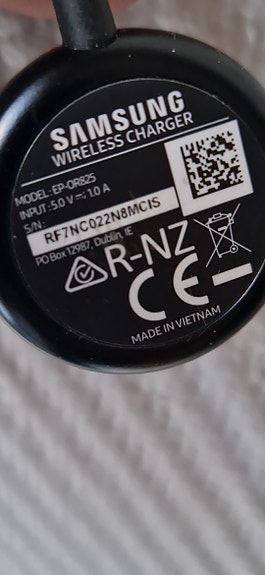 SAMSUNG
WIRELESS CHARGER
MODEL: EP-OR825
INPUT: 5.0 V ⎓ 1.0 A
S/N:
RF7NC022N8MCIS
PO Box 12987, Dublin, IE
R-NZ
CE
MADE IN VIETNAM